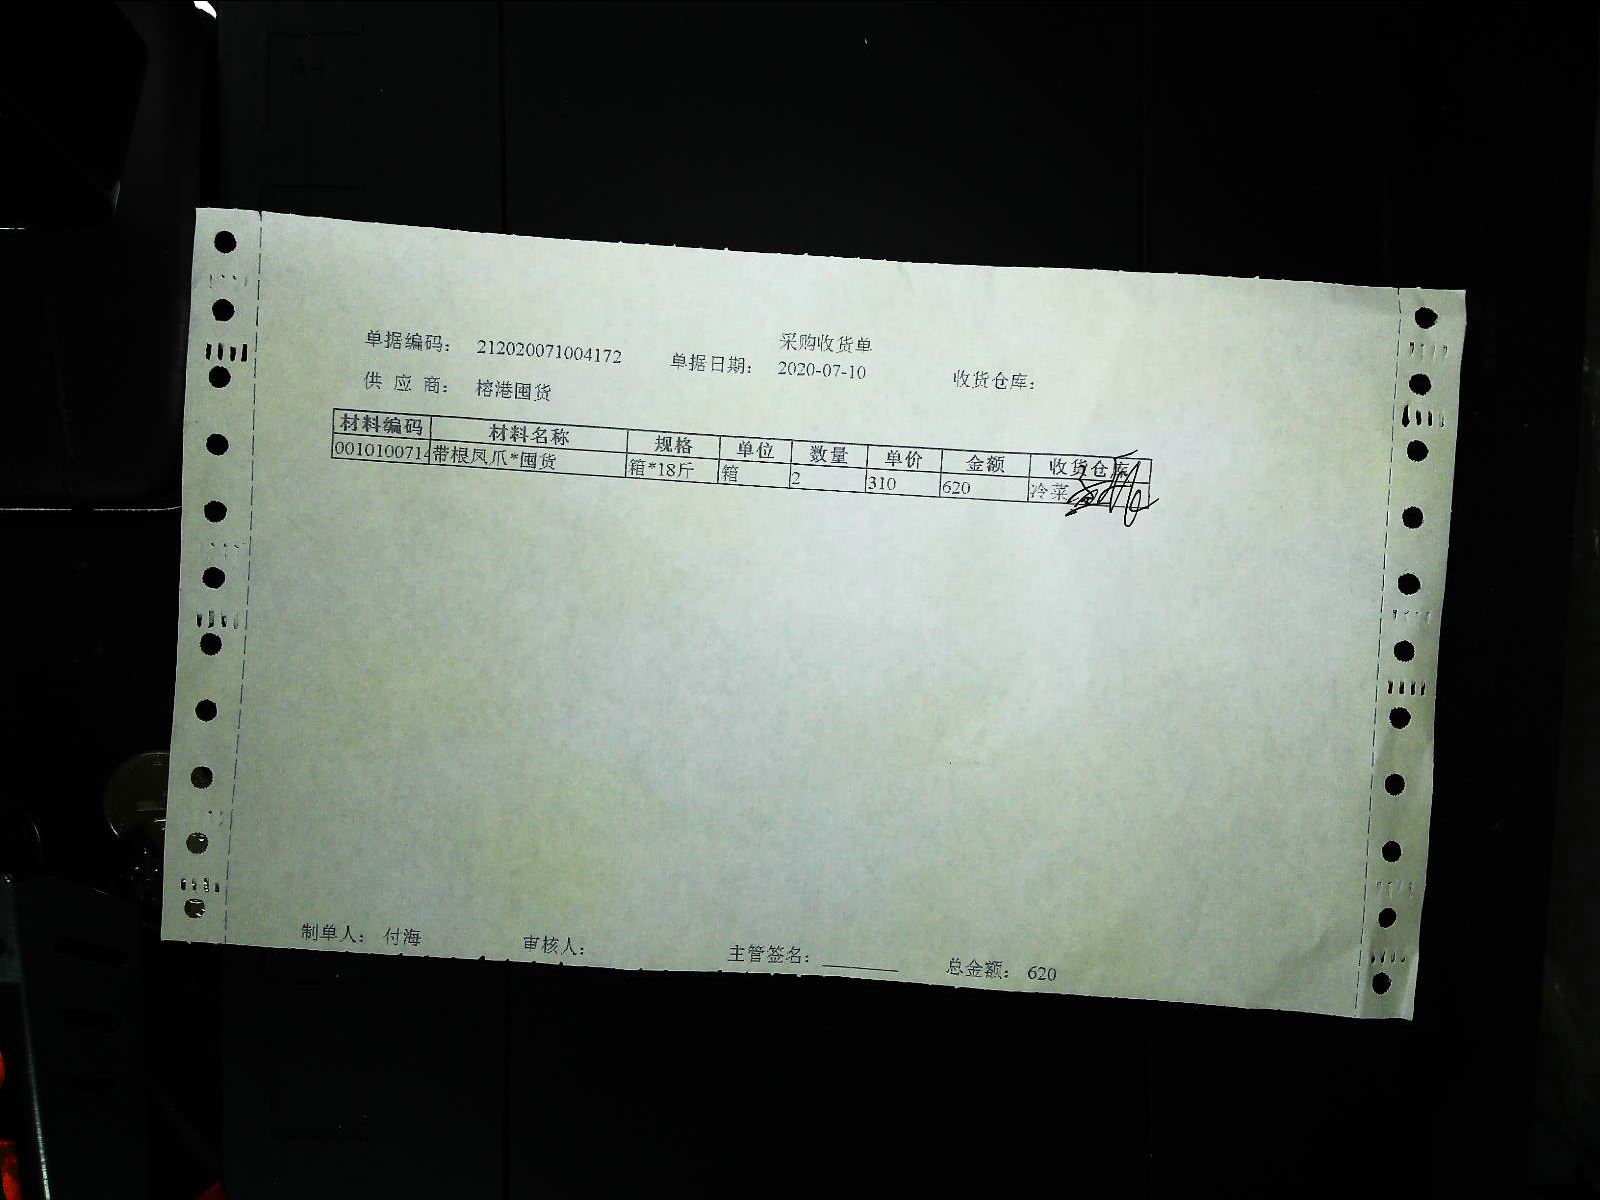 采购收货单
单据编码： 212020071004172 单据日期： 2020-07-10 收货仓库：
供 应 商： 榕港囤货
材料编码 材料名称 规格 单位 数量 单价 金额 收货仓库
0010100714 带根凤爪*囤货 箱*18斤 箱 2 310 620 冷菜
制单人： 付海 审核人： 主管签名： 总金额： 620